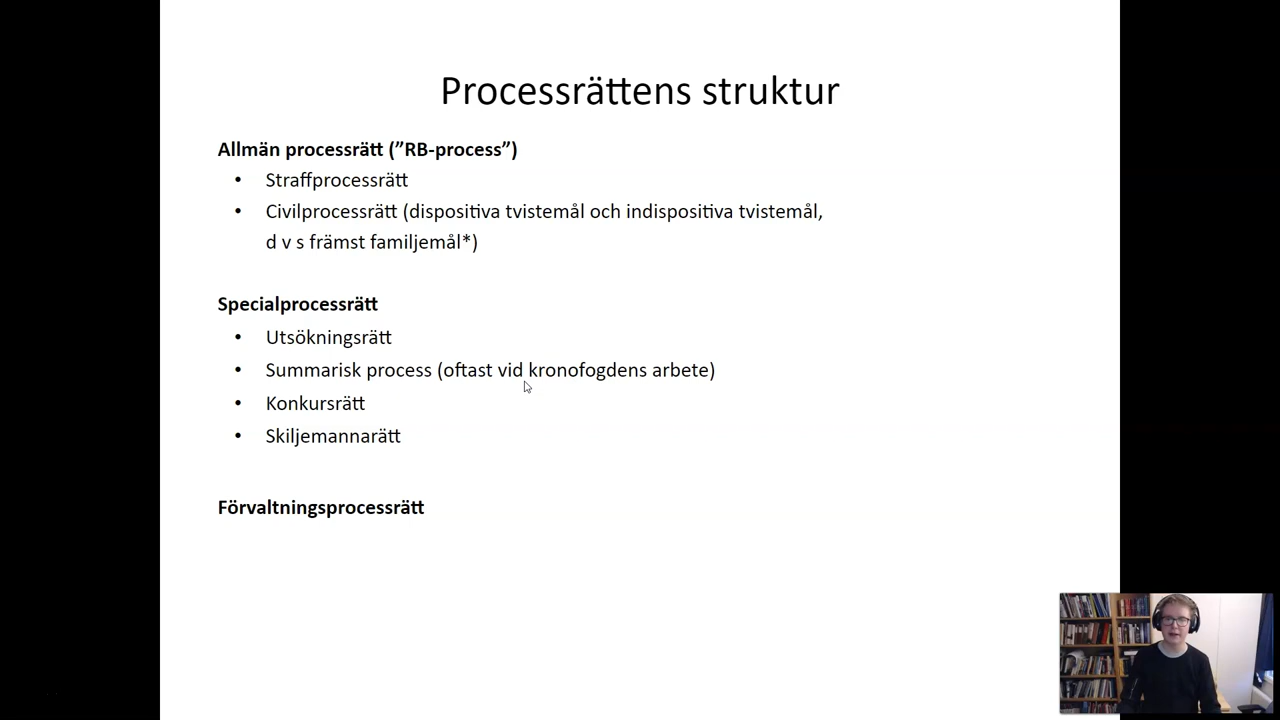 Processrättens struktur
Allmän processrätt (”RB-process”)
• Straffprocessrätt
• Civilprocessrätt (dispositiva tvistemål och indispositiva tvistemål,
d v s främst familjemål*)
Specialprocessrätt
• Utsökningsrätt
• Summarisk process (oftast vid kronofogdens arbete)
• Konkursrätt
• Skiljemannarätt
Förvaltningsprocessrätt